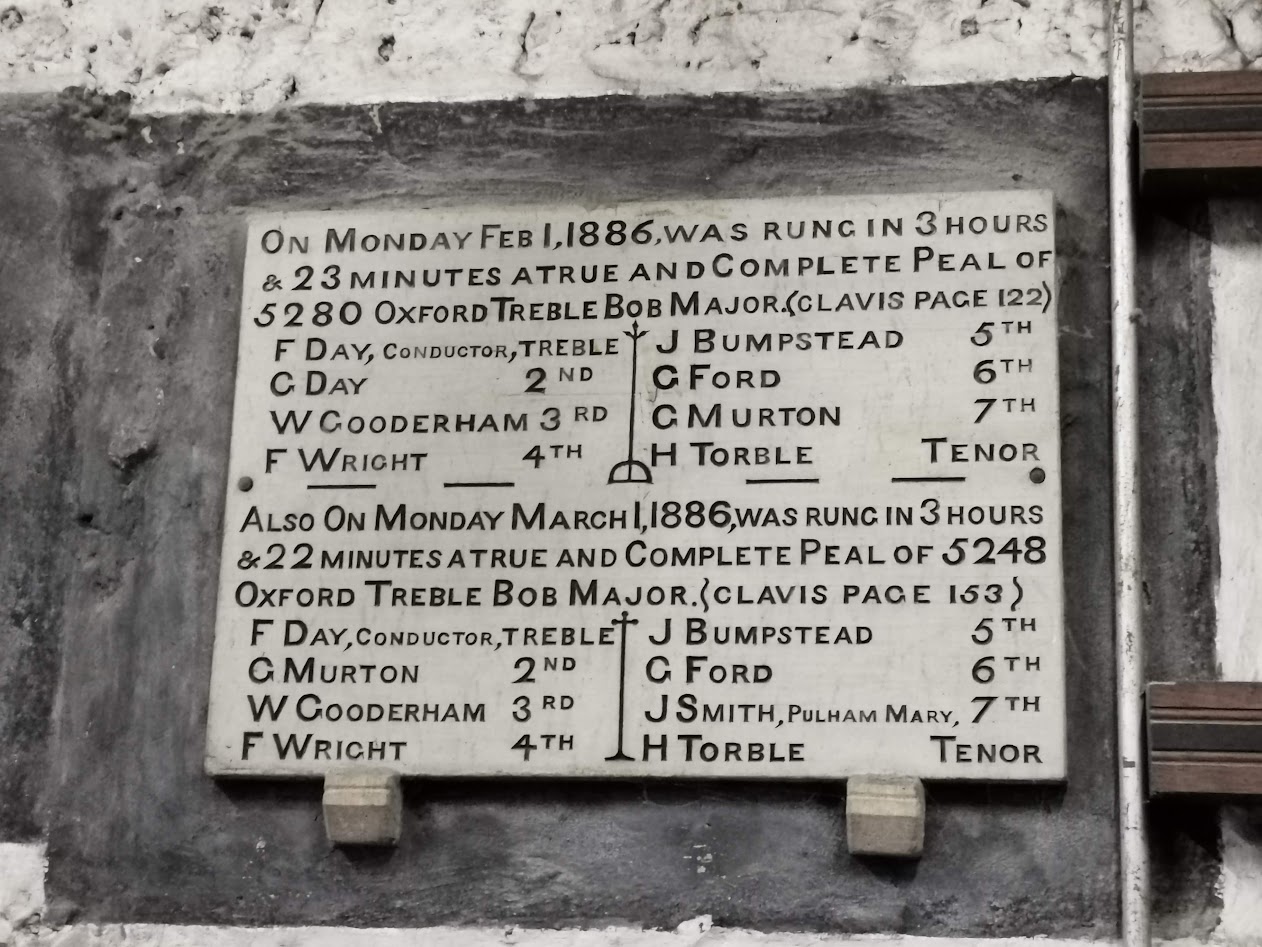 ON MONDAY FEB 1, 1886, WAS RUNG IN 3 HOURS
& 23 MINUTES A TRUE AND COMPLETE PEAL OF
5280 OXFORD TREBLE BOB MAJOR. (CLAVIS PAGE 122)
F DAY, CONDUCTOR, TREBLE
G DAY 2ND
W GOODERHAM 3RD
F WRIGHT 4TH
J BUMPSTEAD 5TH
G FORD 6TH
G MURTON 7TH
H TORBLE TENOR
ALSO ON MONDAY MARCH 1, 1886, WAS RUNG IN 3 HOURS
& 22 MINUTES A TRUE AND COMPLETE PEAL OF 5248
OXFORD TREBLE BOB MAJOR. (CLAVIS PAGE 153)
F DAY, CONDUCTOR, TREBLE
G MURTON 2ND
W GOODERHAM 3RD
F WRIGHT 4TH
J BUMPSTEAD 5TH
G FORD 6TH
J SMITH, PULHAM MARY, 7TH
H TORBLE TENOR